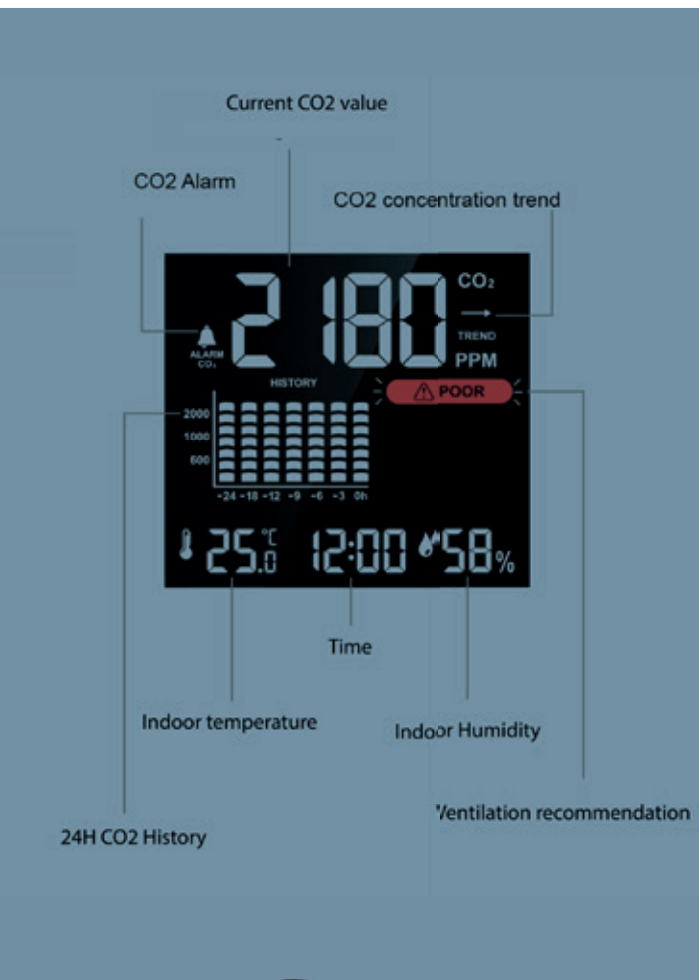 Current CO2 value
CO2 Alarm
CO2 concentration trend
2180
CO₂
TREND
PPM
ALARM
CO₂
HISTORY
POOR
2000
1000
600
-24 -18 -12 -9 -6 -3 0h
25.0 °C
12:00
58%
Time
Indoor temperature
Indoor Humidity
Ventilation recommendation
24H CO2 History